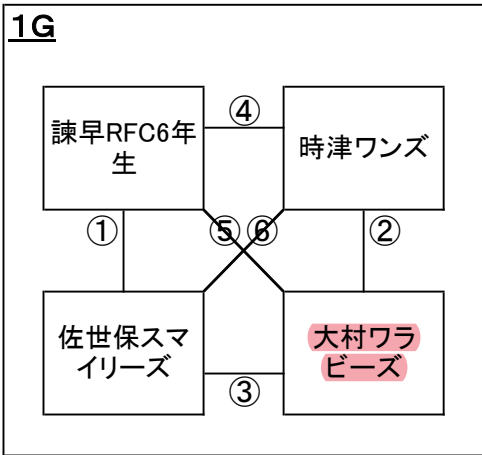 1G
諫早RFC6年
生
④
時津ワンズ
①
⑤
⑥
②
佐世保スマ
イリーズ
③
大村ワラ
ビーズ